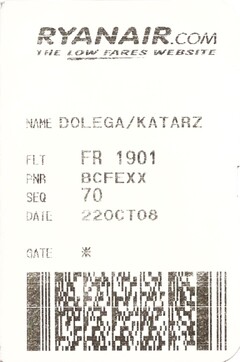 RYANAIR.COM
THE LOW FARES WEBSITE
NAME DOLEGA/KATARZ
FLT FR 1901
PNR BCFEXX
SEQ 70
DATE 22OCT08
GATE *